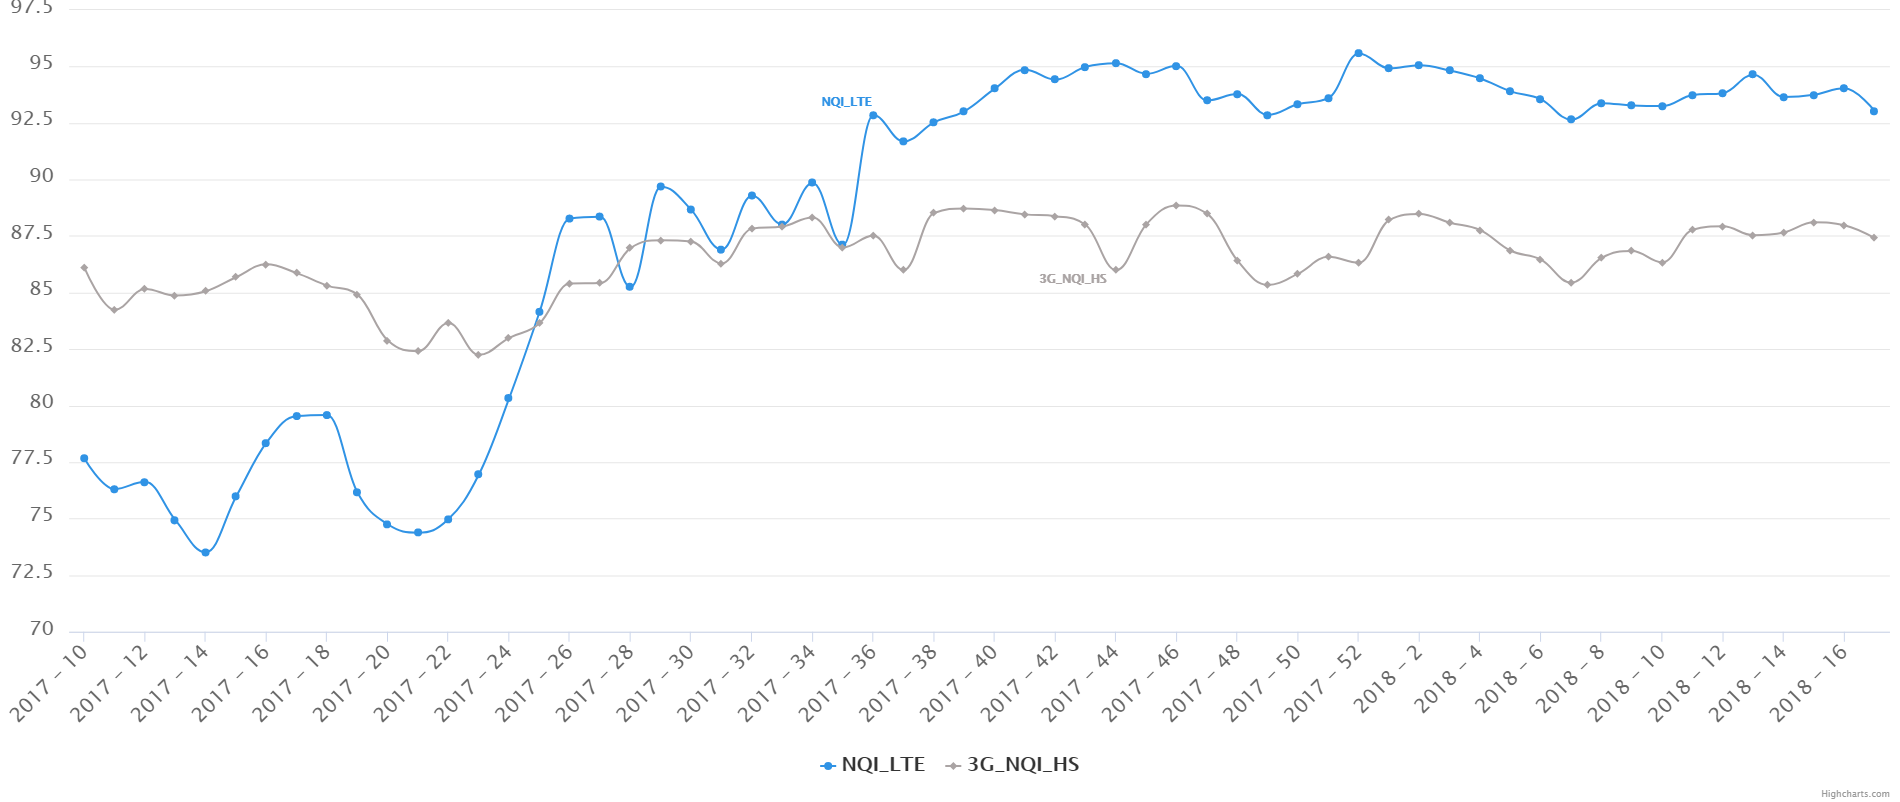 97.5
95
92.5
90
87.5
85
82.5
80
77.5
75
72.5
70
NQI_LTE
3G_NQI_HS
2017 - 10
2017 - 12
2017 - 14
2017 - 16
2017 - 18
2017 - 20
2017 - 22
2017 - 24
2017 - 26
2017 - 28
2017 - 30
2017 - 32
2017 - 34
2017 - 36
2017 - 38
2017 - 40
2017 - 42
2017 - 44
2017 - 46
2017 - 48
2017 - 50
2017 - 52
2018 - 2
2018 - 4
2018 - 6
2018 - 8
2018 - 10
2018 - 12
2018 - 14
2018 - 16
NQI_LTE 3G_NQI_HS
Highcharts.com